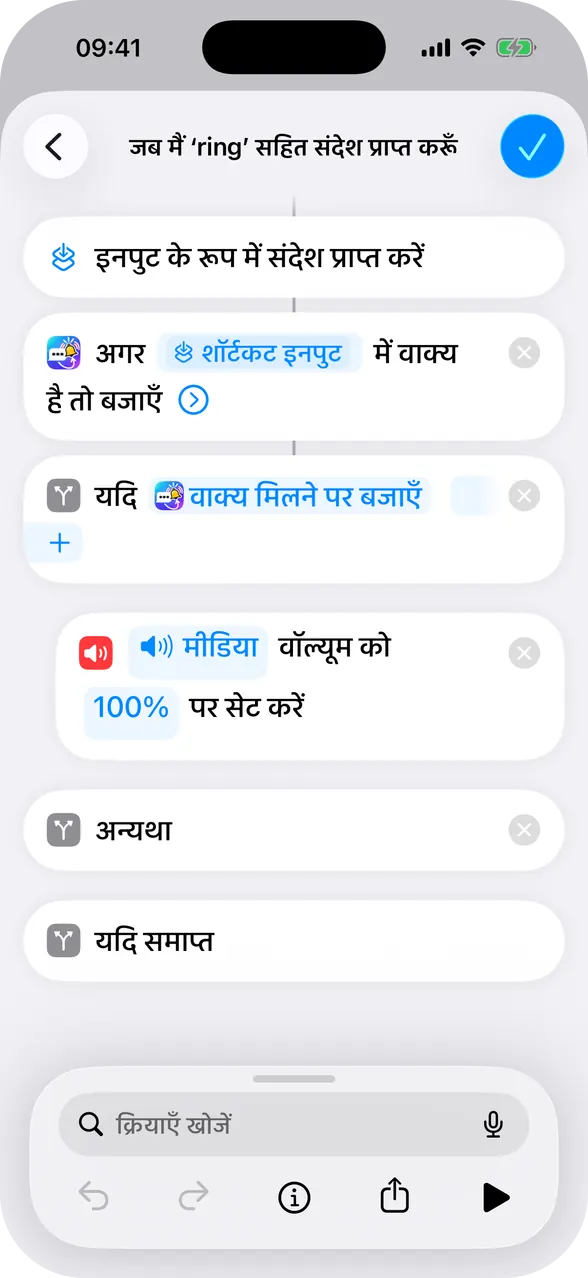 09:41
जब मैं ‘ring’ सहित संदेश प्राप्त करूँ
इनपुट के रूप में संदेश प्राप्त करें
अगर शॉर्टकट इनपुट में वाक्य
है तो बजाएँ
यदि वाक्य मिलने पर बजाएँ
मीडिया वॉल्यूम को
100% पर सेट करें
अन्यथा
यदि समाप्त
क्रियाएँ खोजें